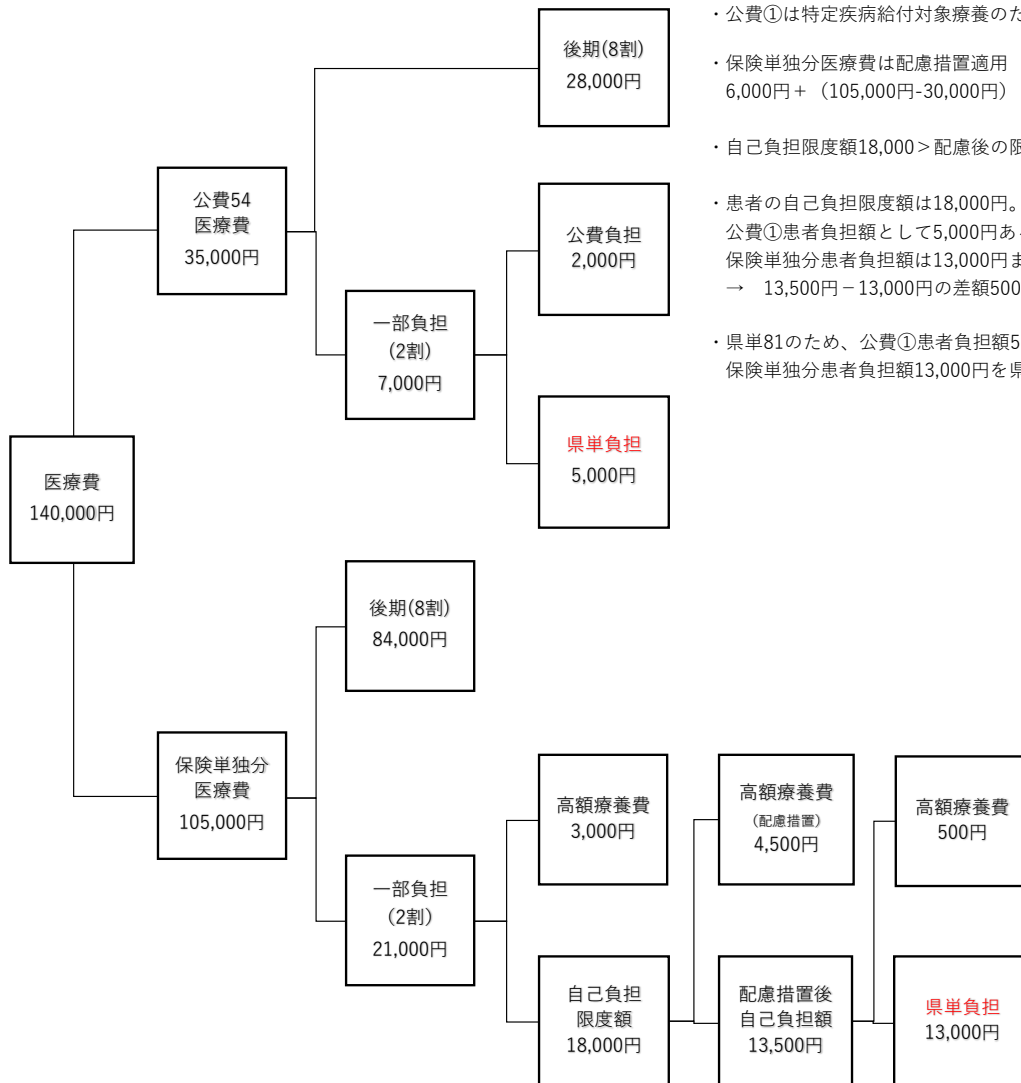 ・公費①は特定疾病給付対象療養のた
・保険単独分医療費は配慮措置適用
6,000円＋（105,000円-30,000円）
・自己負担限度額18,000＞配慮後の限
・患者の自己負担限度額は18,000円。
公費①患者負担額として5,000円あ
保険単独分患者負担額は13,000円ま
→　13,500円－13,000円の差額500
・県単81のため、公費①患者負担額5
保険単独分患者負担額13,000円を県
後期(8割)
28,000円
公費54
医療費
35,000円
公費負担
2,000円
一部負担
(2割)
7,000円
県単負担
5,000円
医療費
140,000円
後期(8割)
84,000円
保険単独分
医療費
105,000円
高額療養費
3,000円
高額療養費
（配慮措置）
4,500円
高額療養費
500円
一部負担
（2割）
21,000円
自己負担
限度額
18,000円
配慮措置後
自己負担額
13,500円
県単負担
13,000円